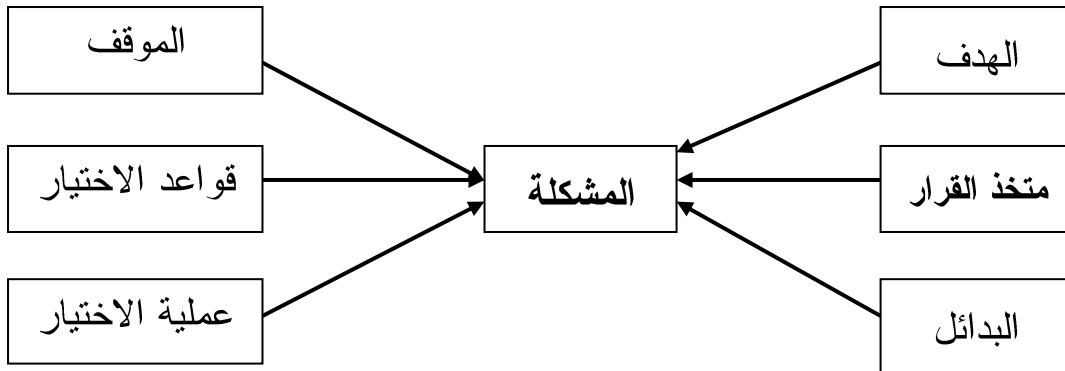 الهدف
الموقف
متخذ القرار
المشكلة
قواعد الاختيار
البدائل
عملية الاختيار